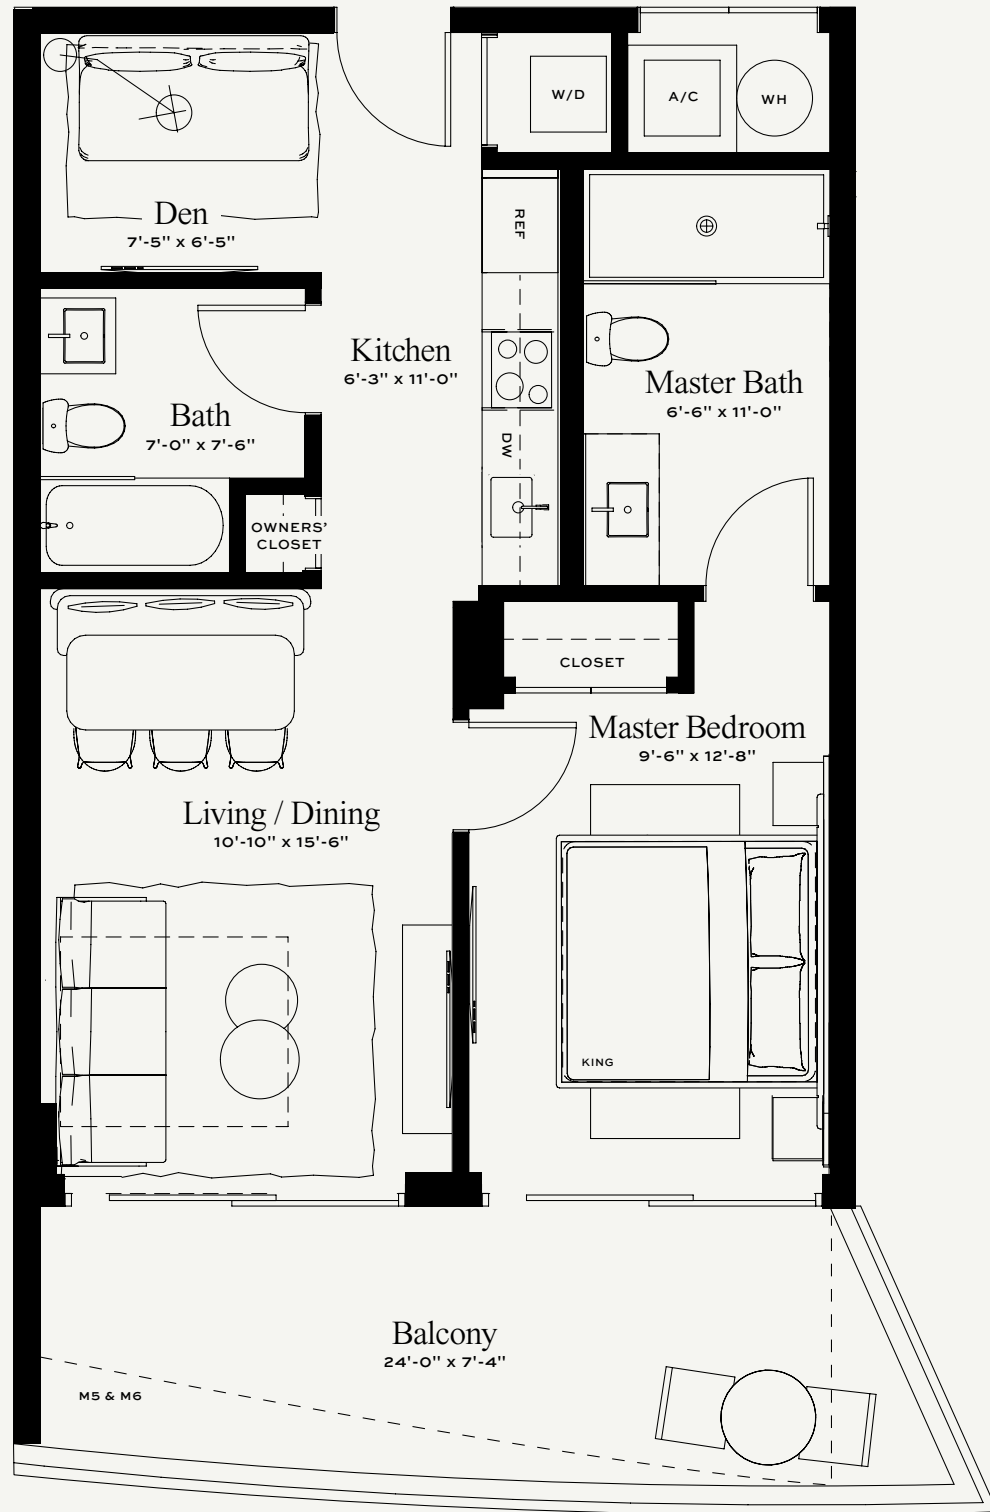 W/D
A/C
WH
Den
7'-5" x 6'-5"
REF
Kitchen
6'-3" x 11'-0"
Master Bath
6'-6" x 11'-0"
Bath
7'-0" x 7'-6"
DW
OWNERS'
CLOSET
CLOSET
Master Bedroom
9'-6" x 12'-8"
Living / Dining
10'-10" x 15'-6"
KING
Balcony
24'-0" x 7'-4"
M5 & M6